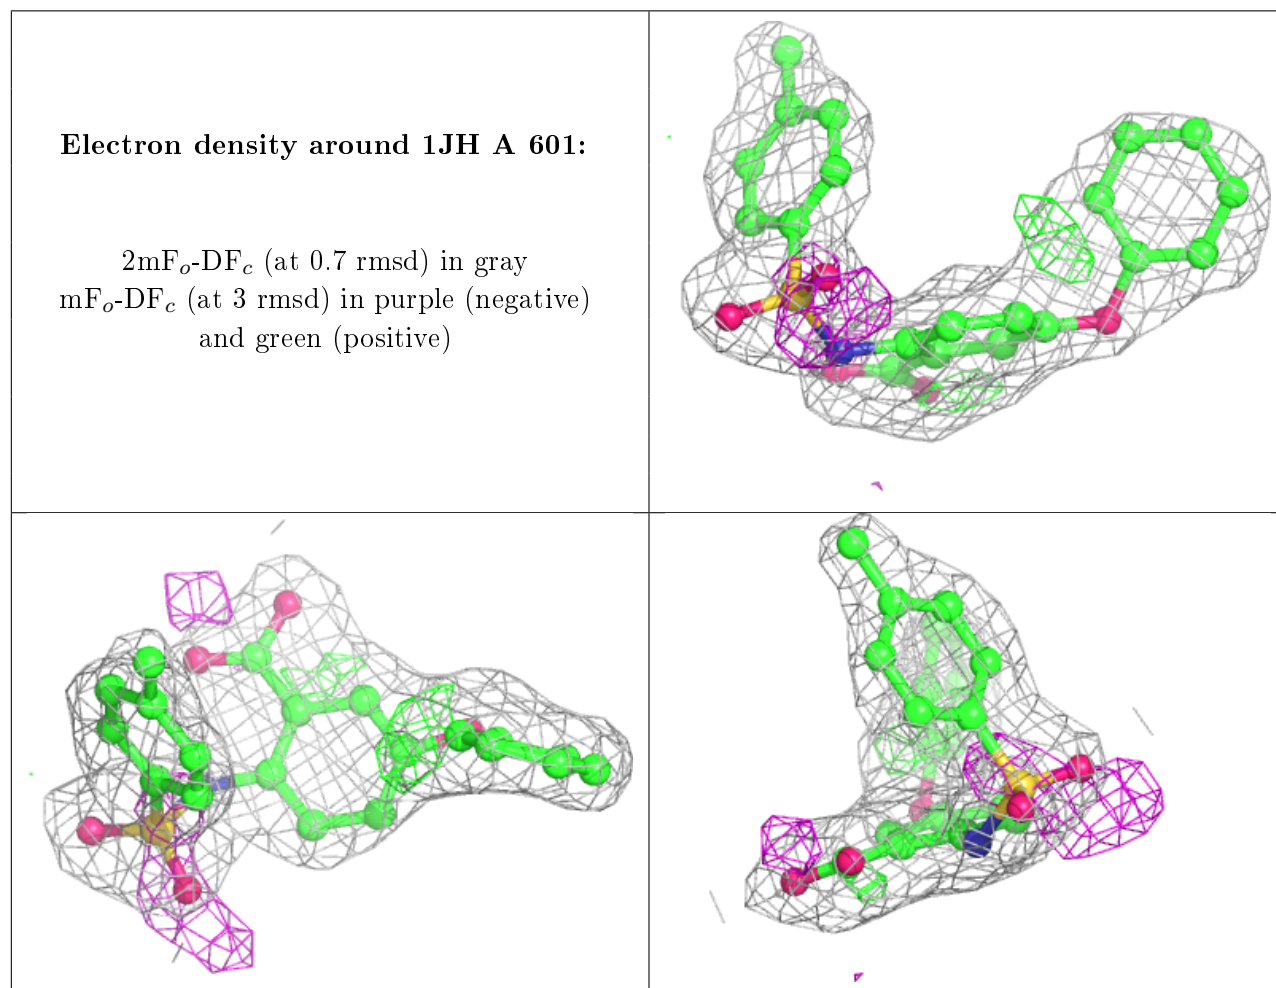 Electron density around 1JH A 601:
2mFo-DFc (at 0.7 rmsd) in gray
mFo-DFc (at 3 rmsd) in purple (negative)
and green (positive)